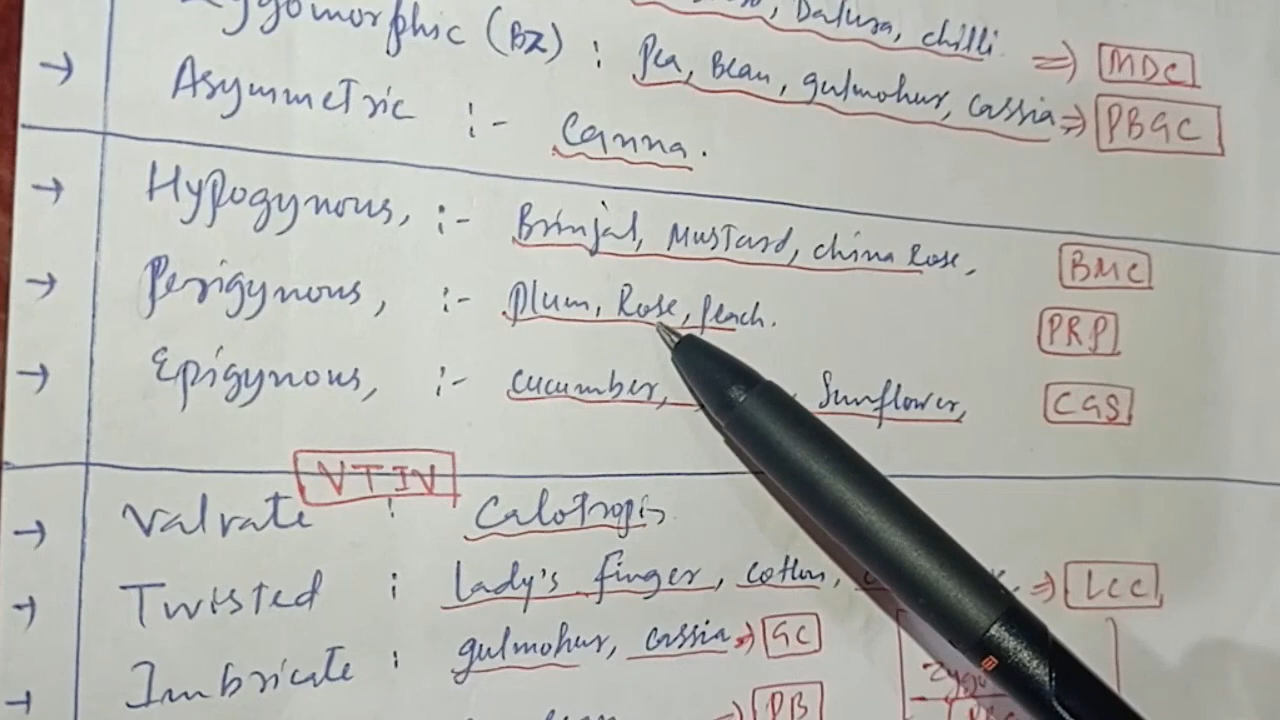 Zygomorphic (BZ) : Pea, Bean, gulmohur, cassia ⇒ PBGC
Datura, chilli. ⇒ MDC
→ Asymmetric :- Canna.
→ Hypogynous, :- Brinjal, Mustard, china Rose, BMC
→ Perigynous, :- plum, Rose, peach. PRP
→ Epigynous, :- cucumber, Sunflower, CGS
VTIV
→ Valvate : Calotropis
→ Twisted : Lady's finger, cotton, ⇒ LCC
→ Imbricate : gulmohur, cassia ⇒ GC
bean ⇒ PB